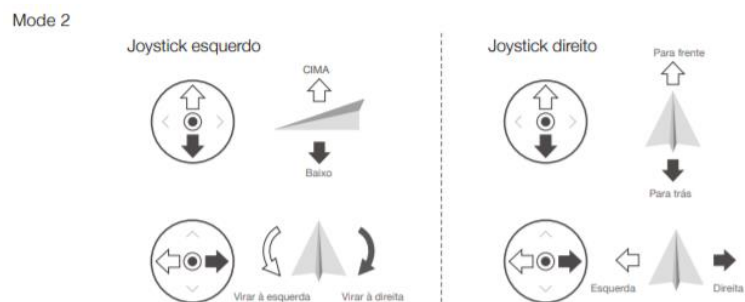 Mode 2
Joystick esquerdo
Joystick direito
CIMA
Baixo
Para frente
Para trás
Virar à esquerda
Virar à direita
Esquerda
Direita